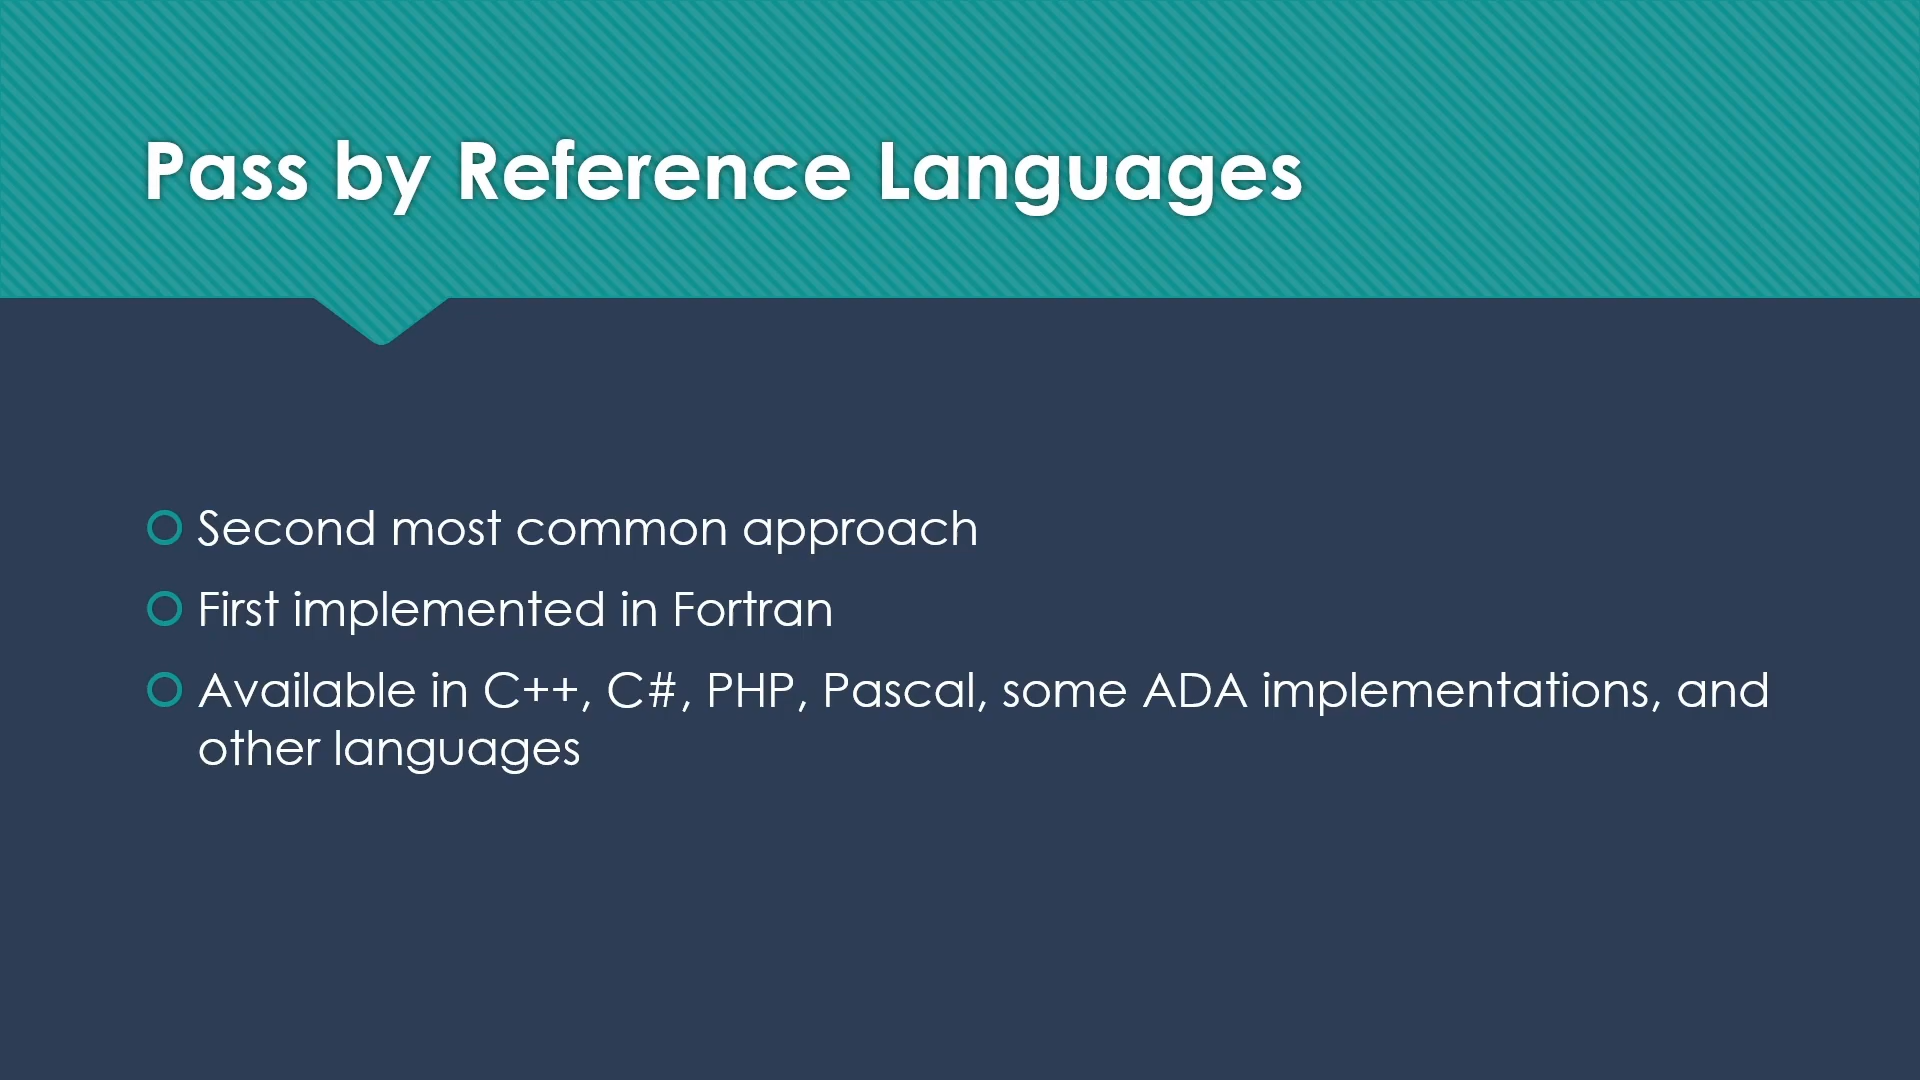 Pass by Reference Languages
Second most common approach
First implemented in Fortran
Available in C++, C#, PHP, Pascal, some ADA implementations, and
other languages